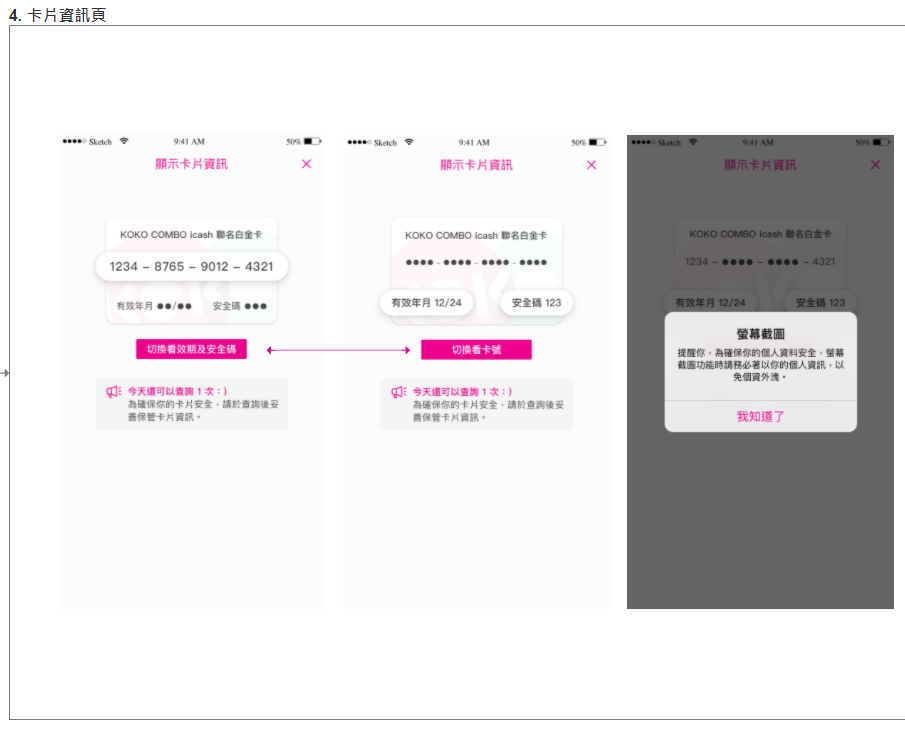 4. 卡片資訊頁
●●●●○ Sketch 9:41 AM 50%
顯示卡片資訊 ×
KOKO COMBO icash 聯名白金卡
1234 – 8765 – 9012 – 4321
有效年月 ●●/●● 安全碼 ●●●
切換看效期及安全碼
今天還可以查詢 1 次：)
為確保你的卡片安全，請於查詢後妥
善保管卡片資訊。
●●●●○ Sketch 9:41 AM 50%
顯示卡片資訊 ×
KOKO COMBO icash 聯名白金卡
●●●● - ●●●● - ●●●● - ●●●●
有效年月 12/24 安全碼 123
切換看卡號
今天還可以查詢 1 次：)
為確保你的卡片安全，請於查詢後妥
善保管卡片資訊。
●●●●○ Sketch 9:41 AM 50%
顯示卡片資訊 ×
KOKO COMBO icash 聯名白金卡
1234 – ●●●● – ●●●● – 4321
有效年月 12/24 安全碼 123
螢幕截圖
提醒你，為確保你的個人資料安全，螢幕
截圖功能時請務必著以你的個人資訊，以
免個資外洩。
我知道了